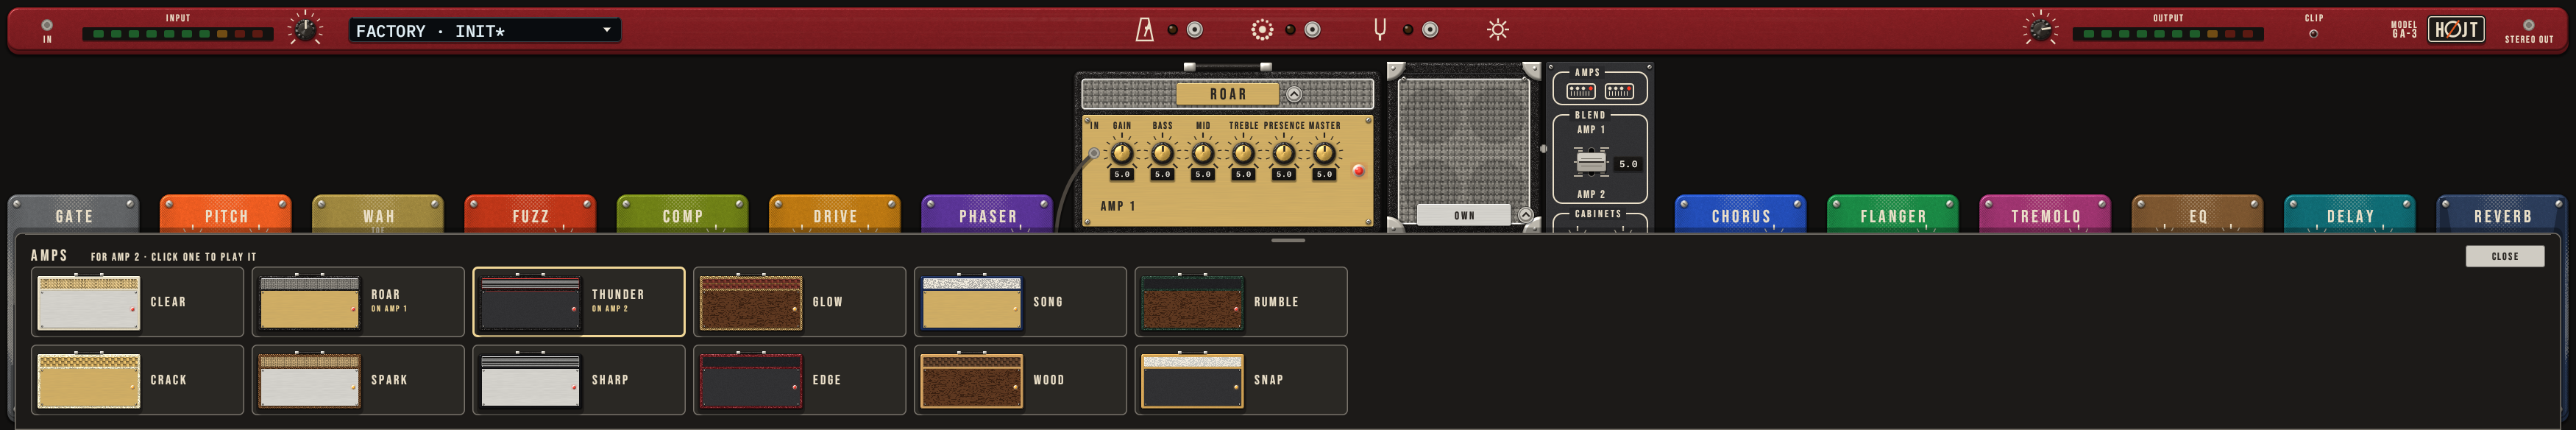 INPUT
IN
FACTORY · INIT*
OUTPUT
CLIP
MODEL
GA-3
HØJT
STEREO OUT
ROAR
IN GAIN BASS MID TREBLE PRESENCE MASTER
5.0 5.0 5.0 5.0 5.0 5.0
AMP 1
OWN
AMPS
BLEND
AMP 1
5.0
AMP 2
CABINETS
GATE
PITCH
WAH
TOE
FUZZ
COMP
DRIVE
PHASER
CHORUS
FLANGER
TREMOLO
EQ
DELAY
REVERB
AMPS FOR AMP 2 · CLICK ONE TO PLAY IT
CLOSE
CLEAR
ROAR
ON AMP 1
THUNDER
ON AMP 2
GLOW
SONG
RUMBLE
CRACK
SPARK
SHARP
EDGE
WOOD
SNAP